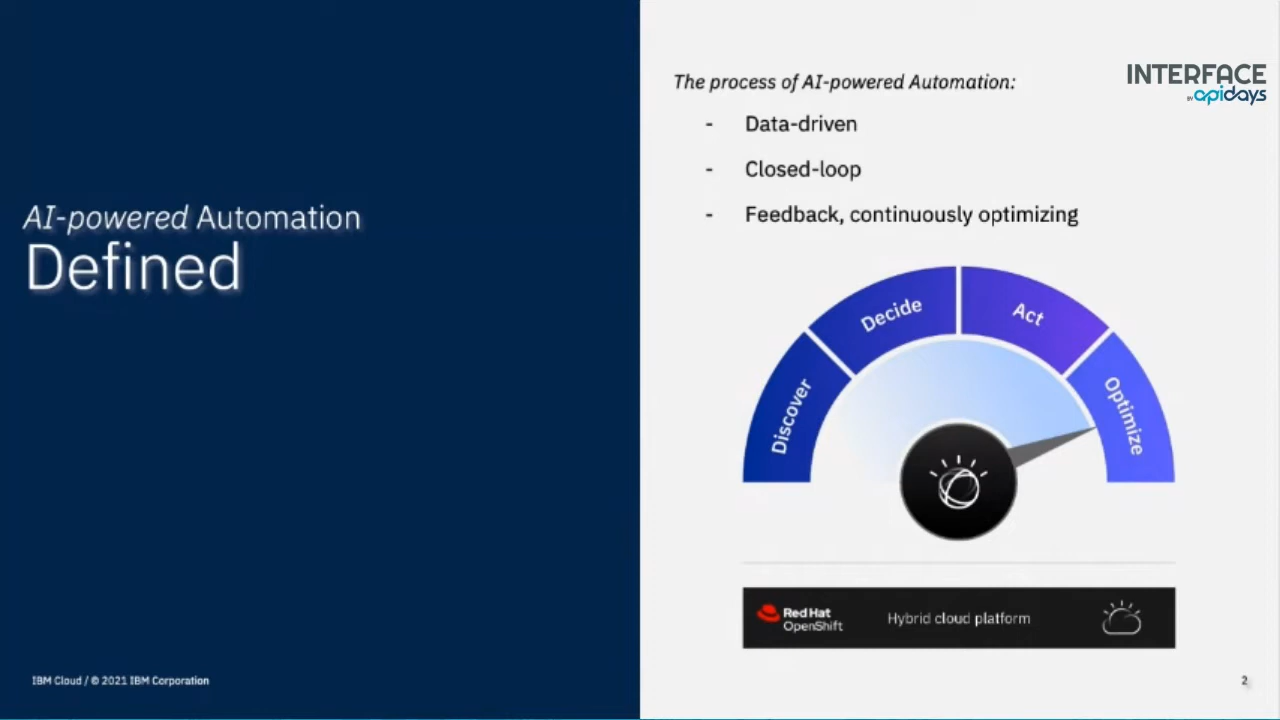 AI-powered Automation
Defined
The process of AI-powered Automation:
- Data-driven
- Closed-loop
- Feedback, continuously optimizing
INTERFACE
BY apidays
Discover
Decide
Act
Optimize
Red Hat
OpenShift
Hybrid cloud platform
IBM Cloud / © 2021 IBM Corporation
2